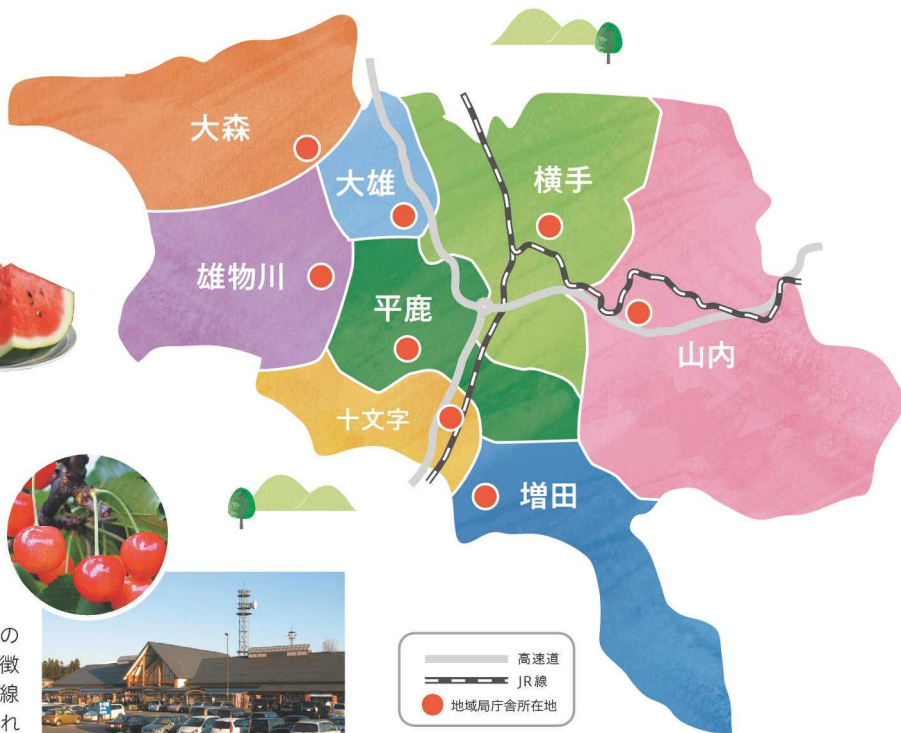 大森
大雄
横手
雄物川
平鹿
山内
十文字
増田
の
徴
線
れ
高速道
JR線
地域局庁舎所在地